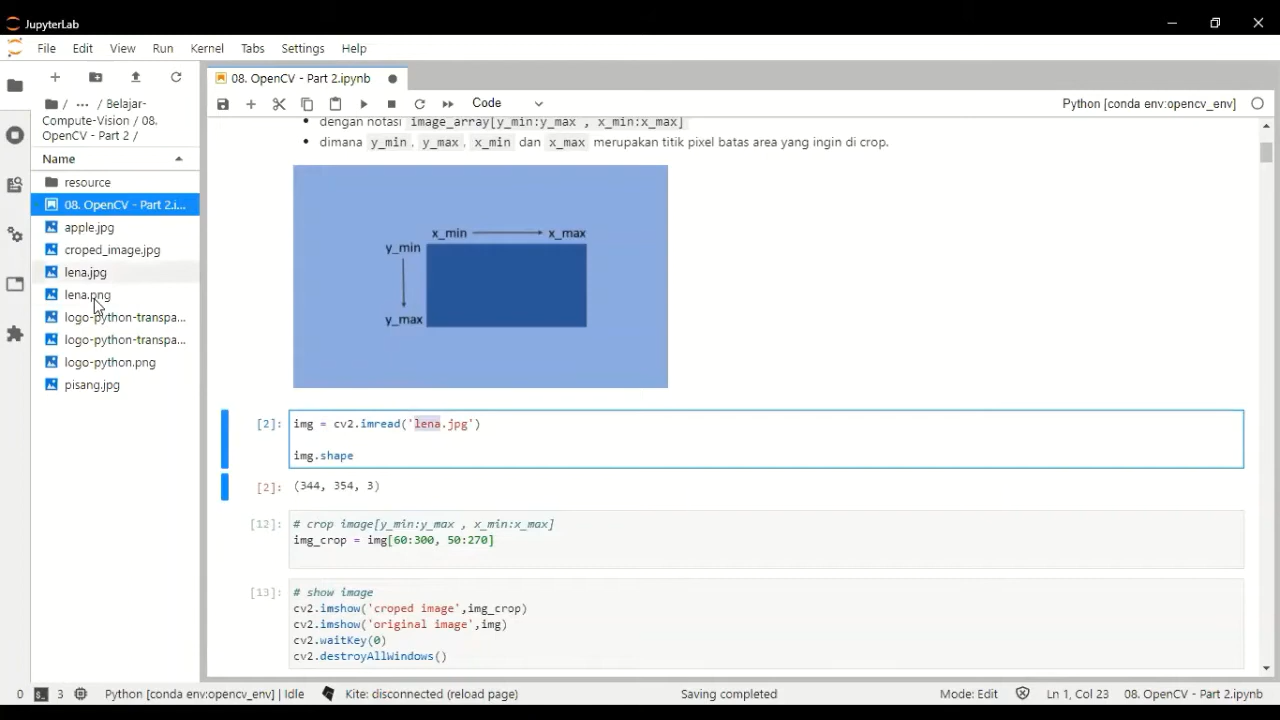 JupyterLab
File Edit View Run Kernel Tabs Settings Help
08. OpenCV - Part 2.ipynb
/ ... / Belajar-
Compute-Vision / 08.
OpenCV - Part 2 /
Code
Python [conda env:opencv_env]
Name
resource
08. OpenCV - Part 2.i...
apple.jpg
croped_image.jpg
lena.jpg
lena.png
logo-python-transpa...
logo-python-transpa...
logo-python.png
pisang.jpg
dengan notasi image_array[y_min:y_max , x_min:x_max]
dimana y_min, y_max, x_min dan x_max merupakan titik pixel batas area yang ingin di crop.
x_min x_max
y_min
y_max
[2]: img = cv2.imread('lena.jpg')
img.shape
[2]: (344, 354, 3)
[12]: # crop image[y_min:y_max , x_min:x_max]
img_crop = img[60:300, 50:270]
[13]: # show image
cv2.imshow('croped image',img_crop)
cv2.imshow('original image',img)
cv2.waitKey(0)
cv2.destroyAllWindows()
0 3 Python [conda env:opencv_env] | Idle Kite: disconnected (reload page) Saving completed Mode: Edit Ln 1, Col 23 08. OpenCV - Part 2.ipynb